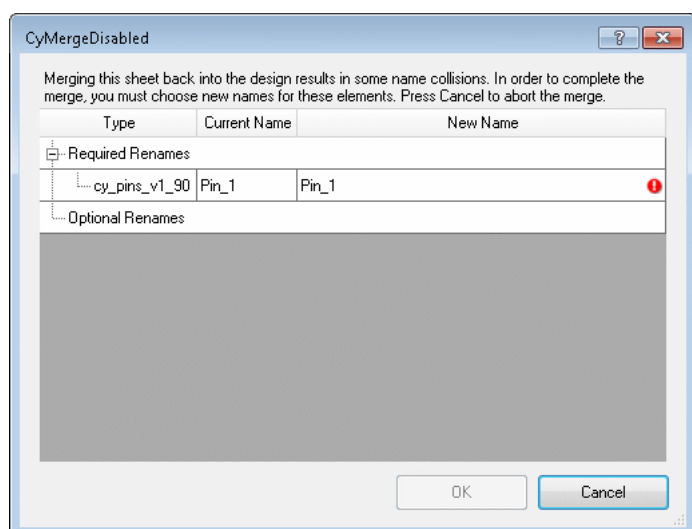 CyMergeDisabled
Merging this sheet back into the design results in some name collisions. In order to complete the
merge, you must choose new names for these elements. Press Cancel to abort the merge.
Type Current Name New Name
Required Renames
cy_pins_v1_90 Pin_1 Pin_1
Optional Renames
OK Cancel